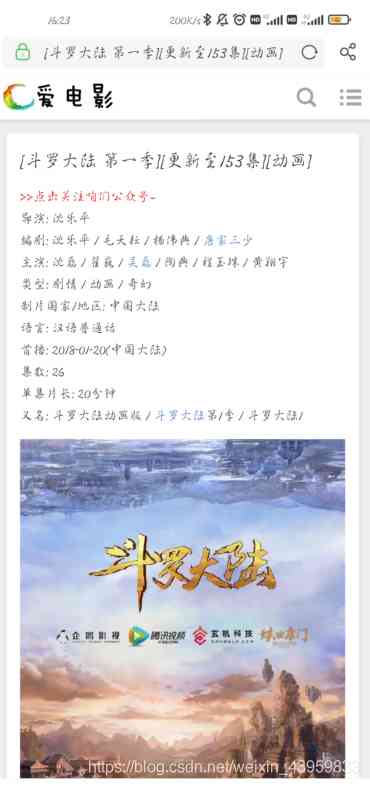 16:23
200K/s
[斗罗大陆 第一季][更新至153集][动画]
爱 电影
[斗罗大陆 第一季][更新至153集][动画]
>>点击关注咱们公众号~
导演: 沈乐平
编剧: 沈乐平 / 毛天耘 / 杨沛典 / 唐家三少
主演: 沈磊 / 翟巍 / 吴磊 / 陶典 / 程玉珠 / 黄翔宇
类型: 剧情 / 动画 / 奇幻
制片国家/地区: 中国大陆
语言: 汉语普通话
首播: 2018-01-20(中国大陆)
集数: 26
单集片长: 20分钟
又名: 斗罗大陆动画版 / 斗罗大陆第1季 / 斗罗大陆1
斗罗大陆
企鹅影视 腾讯视频 玄机科技
https://blog.csdn.net/weixin_43959833